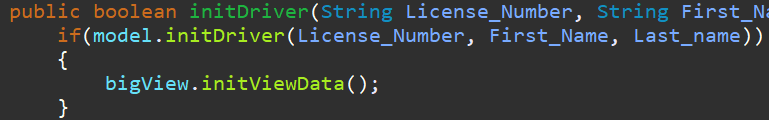 public boolean initDriver(String License_Number, String First_Na
if(model.initDriver(License_Number, First_Name, Last_name))
{
bigView.initViewData();
}